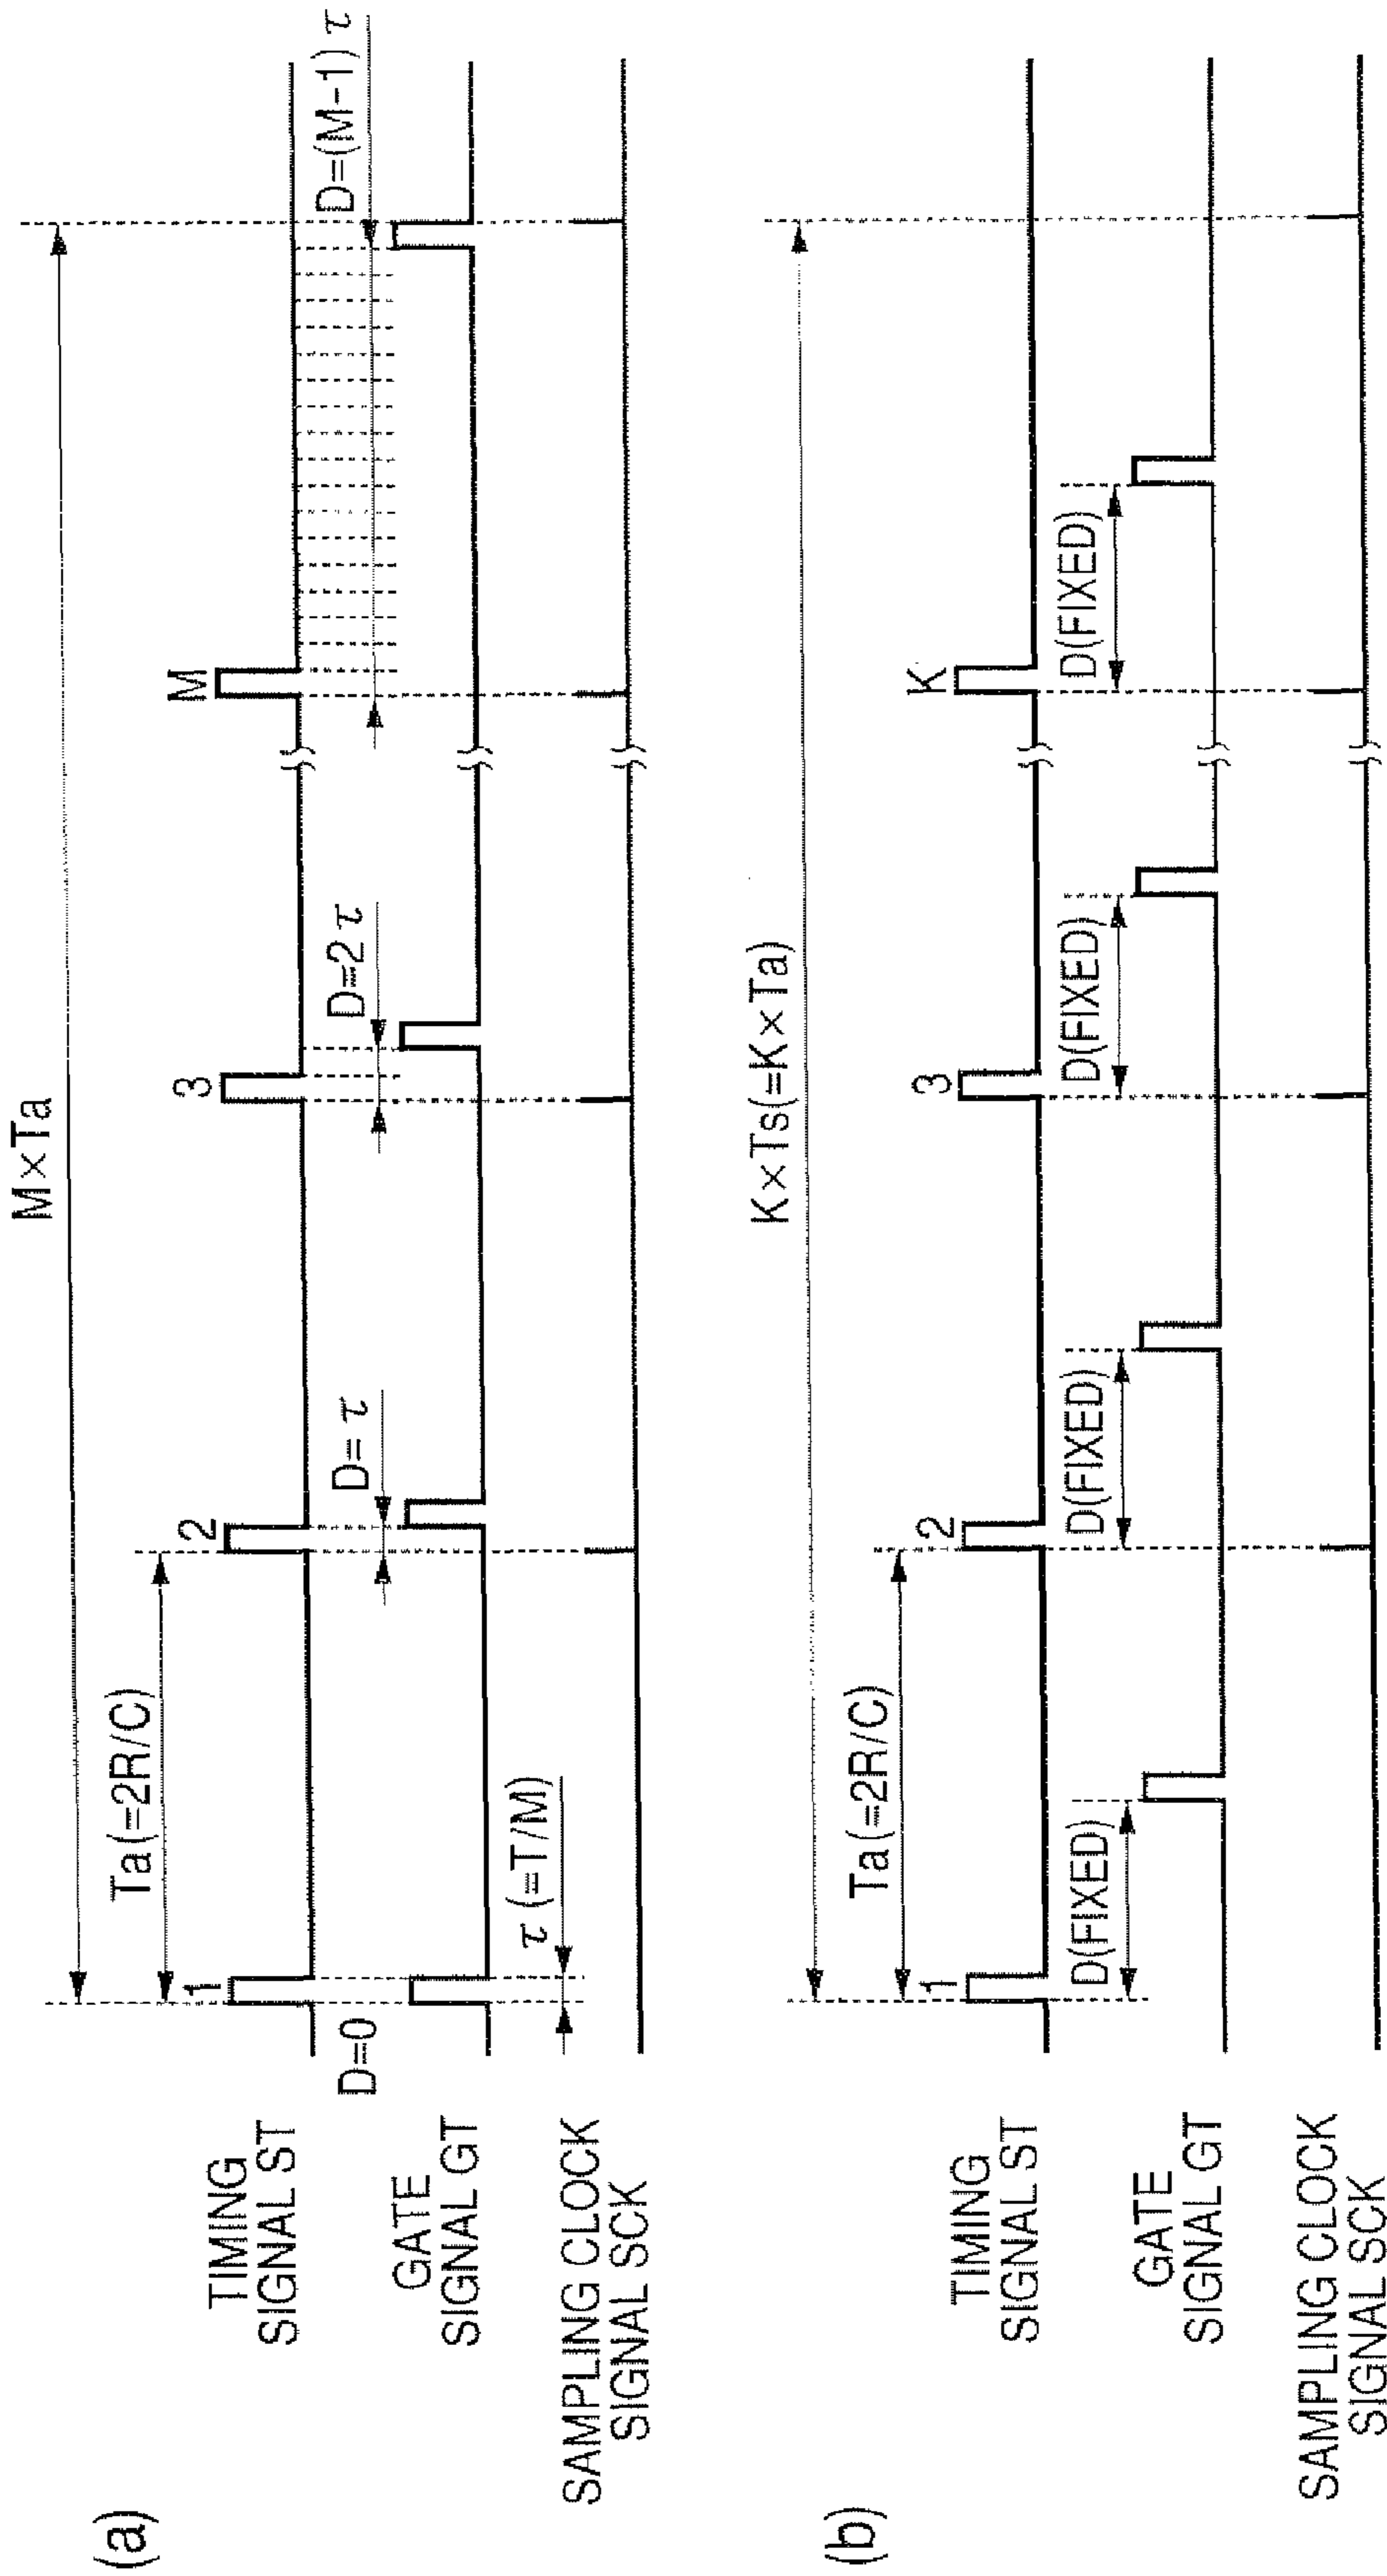 (a)
M×Ta
Ta(=2R/C)
TIMING
SIGNAL ST
1
2
3
M
D=0
D=τ
D=2τ
D=(M-1)τ
GATE
SIGNAL GT
τ(=T/M)
SAMPLING CLOCK
SIGNAL SCK
(b)
K×Ts(=K×Ta)
Ta(=2R/C)
TIMING
SIGNAL ST
1
2
3
K
D(FIXED)
D(FIXED)
D(FIXED)
D(FIXED)
GATE
SIGNAL GT
SAMPLING CLOCK
SIGNAL SCK